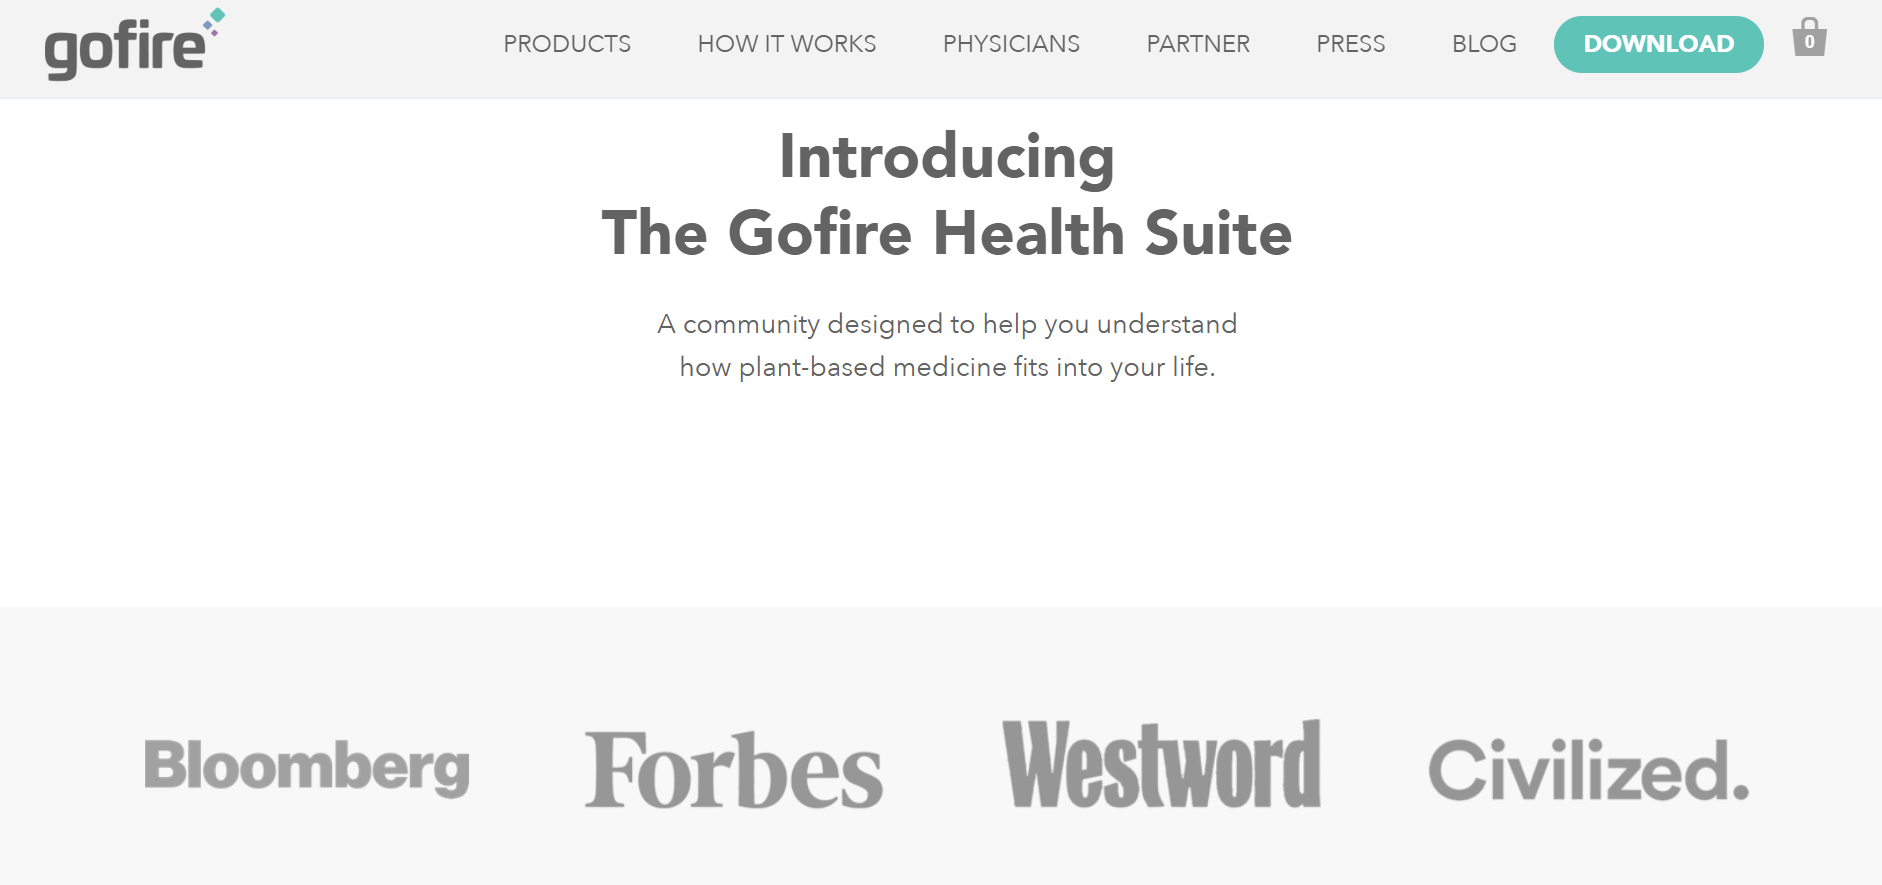 gofire
PRODUCTS HOW IT WORKS PHYSICIANS PARTNER PRESS BLOG DOWNLOAD 0
Introducing
The Gofire Health Suite
A community designed to help you understand
how plant-based medicine fits into your life.
Bloomberg Forbes Westword Civilized.